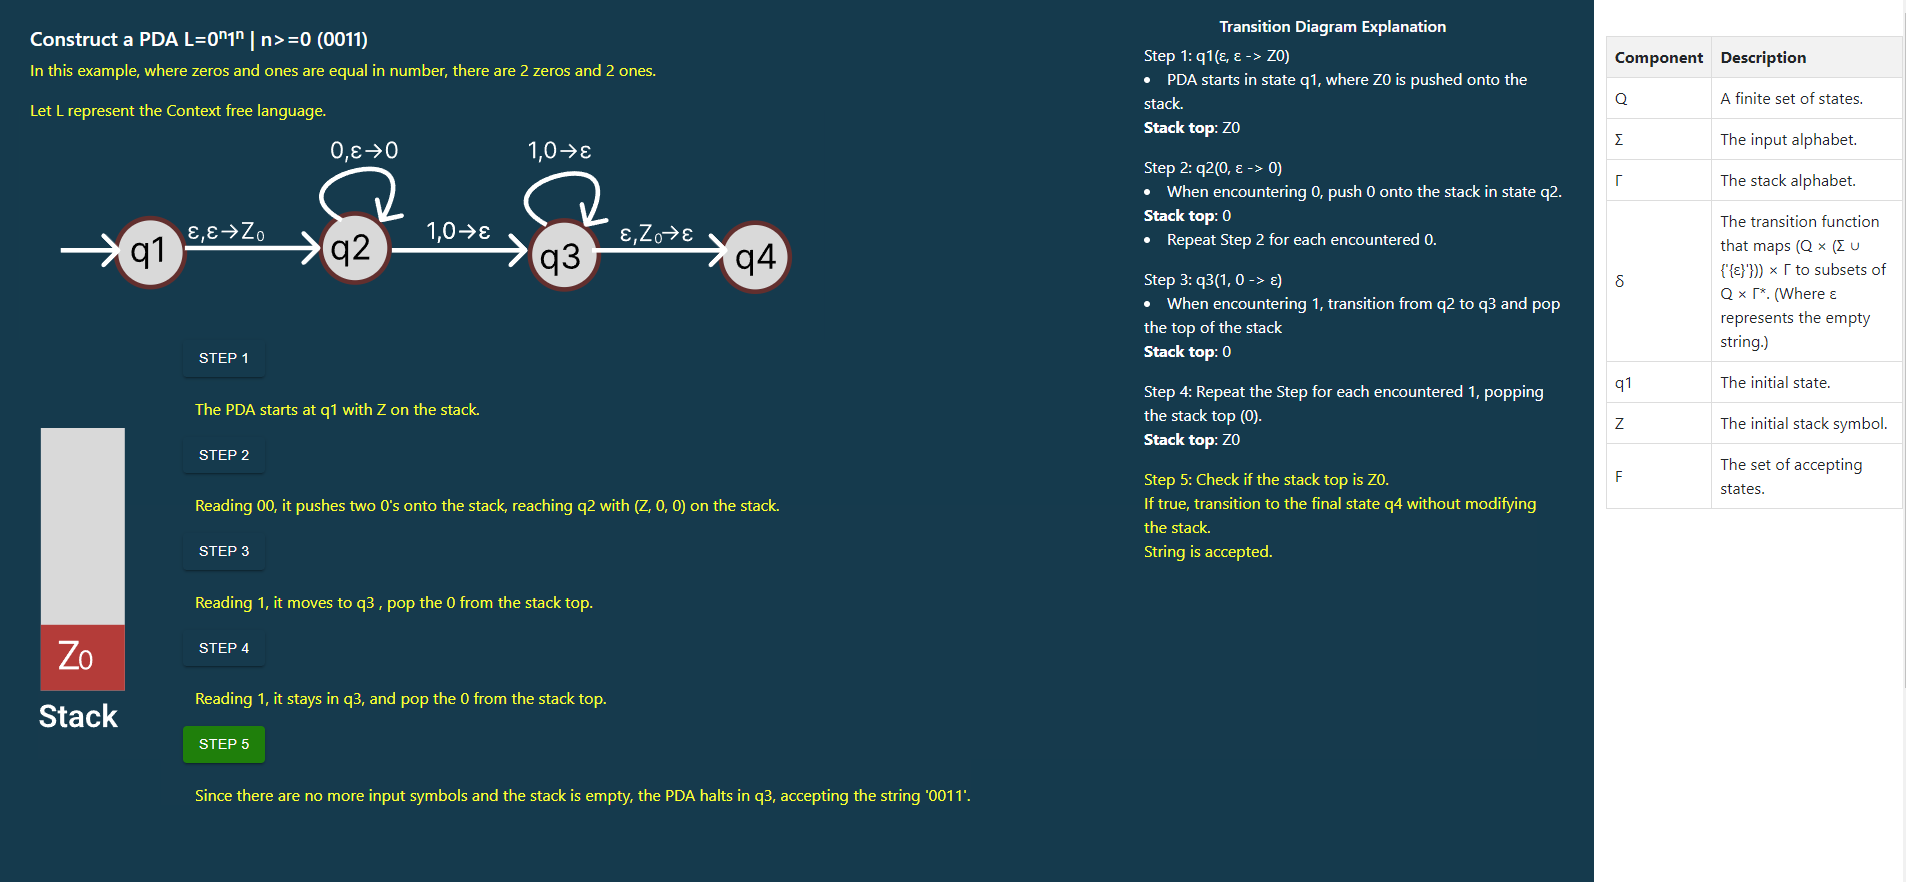 Construct a PDA L=0ⁿ1ⁿ | n>=0 (0011)
In this example, where zeros and ones are equal in number, there are 2 zeros and 2 ones.
Let L represent the Context free language.
0,ε→0
1,0→ε
ε,ε→Z₀
1,0→ε
ε,Z₀→ε
q1
q2
q3
q4
STEP 1
The PDA starts at q1 with Z on the stack.
STEP 2
Reading 00, it pushes two 0's onto the stack, reaching q2 with (Z, 0, 0) on the stack.
STEP 3
Reading 1, it moves to q3 , pop the 0 from the stack top.
STEP 4
Reading 1, it stays in q3, and pop the 0 from the stack top.
STEP 5
Since there are no more input symbols and the stack is empty, the PDA halts in q3, accepting the string '0011'.
Z0
Stack
Transition Diagram Explanation
Step 1: q1(ε, ε -> Z0)
• PDA starts in state q1, where Z0 is pushed onto the
stack.
Stack top: Z0
Step 2: q2(0, ε -> 0)
• When encountering 0, push 0 onto the stack in state q2.
Stack top: 0
• Repeat Step 2 for each encountered 0.
Step 3: q3(1, 0 -> ε)
• When encountering 1, transition from q2 to q3 and pop
the top of the stack
Stack top: 0
Step 4: Repeat the Step for each encountered 1, popping
the stack top (0).
Stack top: Z0
Step 5: Check if the stack top is Z0.
If true, transition to the final state q4 without modifying
the stack.
String is accepted.
Component Description
Q A finite set of states.
Σ The input alphabet.
Γ The stack alphabet.
δ
The transition function
that maps (Q × (Σ ∪
{'{ε}'})) × Γ to subsets of
Q × Γ*. (Where ε
represents the empty
string.)
q1 The initial state.
Z The initial stack symbol.
F
The set of accepting
states.